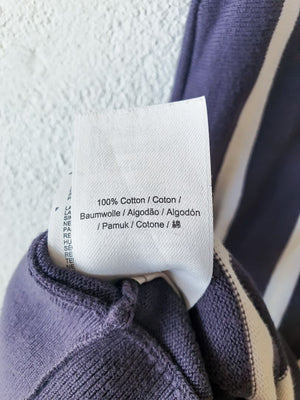 100% Cotton / Coton /
Baumwolle / Algodão / Algodón
/ Pamuk / Cotone / 綿